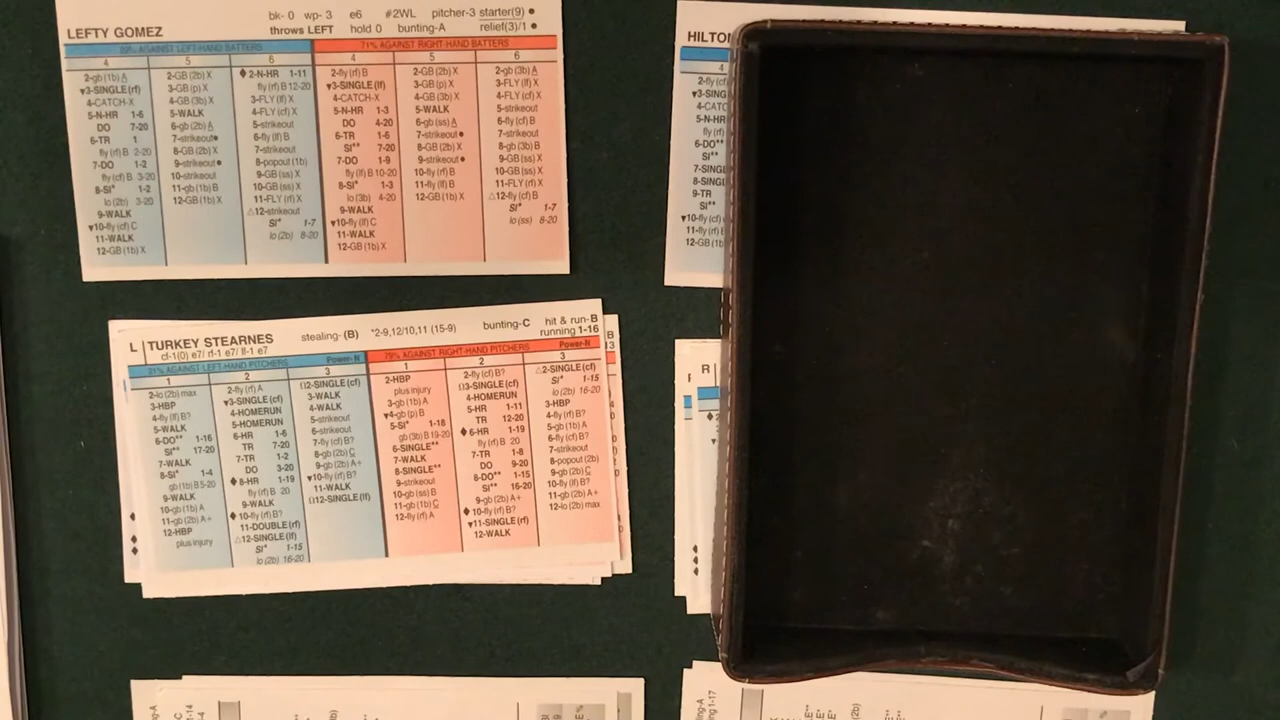 bk- 0 wp- 3 e6 #2WL pitcher-3 starter(9) ●
LEFTY GOMEZ throws LEFT hold 0 bunting-A relief(3)/1 ●
29% AGAINST LEFT-HAND BATTERS 71% AGAINST RIGHT-HAND BATTERS
4 5 6 4 5 6
2-gb (1b) A
▼3-SINGLE (rf)
4-CATCH-X
5-N-HR 1-6
DO 7-20
6-TR 1
fly (rf) B 2-20
7-DO 1-2
fly (cf) B 3-20
8-SI* 1-2
lo (2b) 3-20
9-WALK
▼10-fly (cf) C
11-WALK
12-GB (1b) X
2-GB (2b) X
3-GB (p) X
4-GB (3b) X
5-WALK
6-gb (2b) A
7-strikeout●
8-GB (2b) X
9-strikeout●
10-strikeout
11-gb (1b) B
12-GB (1b) X
♦2-N-HR 1-11
fly (rf) B 12-20
3-FLY (lf) X
4-FLY (cf) X
5-strikeout
6-fly (lf) B
7-strikeout
8-popout (1b)
9-GB (ss) X
10-GB (ss) X
11-FLY (rf) X
△12-strikeout
SI* 1-7
lo (2b) 8-20
2-fly (rf) B
▼3-SINGLE (lf)
4-CATCH-X
5-N-HR 1-3
DO 4-20
6-TR 1-6
SI** 7-20
7-DO 1-9
fly (lf) B 10-20
8-SI* 1-3
lo (3b) 4-20
9-WALK
▼10-fly (lf) C
11-WALK
12-GB (1b) X
2-GB (2b) X
3-GB (p) X
4-GB (3b) X
5-WALK
6-gb (ss) A
7-strikeout●
8-GB (2b) X
9-strikeout●
10-fly (rf) B
11-fly (lf) B
12-GB (1b) X
2-gb (3b) A
3-FLY (lf) X
4-FLY (rf) X
5-strikeout
6-fly (cf) B
7-strikeout
8-gb (3b) B
9-GB (ss) X
10-GB (ss) X
11-FLY (rf) X
△12-fly (cf) B
SI* 1-7
lo (ss) 8-20
L TURKEY STEARNES stealing- (B) *2-9,12/10,11 (15-9) bunting-C hit & run-B
cf-1(0) e7/ rf-1 e7/ lf-1 e7 running 1-16
21% AGAINST LEFT-HAND PITCHERS Power-N 79% AGAINST RIGHT-HAND PITCHERS Power-N
1 2 3 1 2 3
2-lo (2b) max
3-HBP
4-fly (lf) B?
5-WALK
6-DO** 1-16
SI** 17-20
7-WALK
8-SI* 1-4
gb (1b) B 5-20
9-WALK
10-gb (1b) A
11-gb (2b) A+
12-HBP
plus injury
2-fly (rf) A
▼3-SINGLE (cf)
4-HOMERUN
5-HOMERUN
6-HR 1-6
TR 7-20
7-TR 1-2
DO 3-20
♦8-HR 1-19
fly (rf) B 20
9-WALK
♦10-fly (rf) B?
11-DOUBLE (rf)
△12-SINGLE (lf)
SI* 1-15
lo (2b) 16-20
Ω2-SINGLE (cf)
3-WALK
4-WALK
5-strikeout
6-strikeout
7-fly (cf) B?
8-gb (2b) C
9-gb (2b) A+
▼10-fly (rf) B?
11-WALK
Ω12-SINGLE (lf)
2-HBP
plus injury
3-gb (1b) A
▼4-gb (p) B
5-SI* 1-18
gb (3b) B 19-20
6-SINGLE**
7-WALK
8-SINGLE**
9-strikeout
10-gb (ss) B
11-gb (1b) C
12-fly (rf) A
2-fly (cf) B?
Ω3-SINGLE (cf)
4-HOMERUN
5-HR 1-11
TR 12-20
♦6-HR 1-19
fly (rf) B 20
7-TR 1-8
DO 9-20
8-DO** 1-15
SI** 16-20
9-gb (2b) A+
♦10-fly (rf) B?
▼11-SINGLE (rf)
12-WALK
△2-SINGLE (cf)
SI* 1-15
lo (2b) 16-20
3-HBP
4-fly (rf) B?
5-gb (1b) A
6-fly (cf) B?
7-strikeout
8-popout (2b)
9-gb (2b) C
10-fly (lf) B?
11-gb (2b) A+
12-lo (2b) max
HILTO
4
R